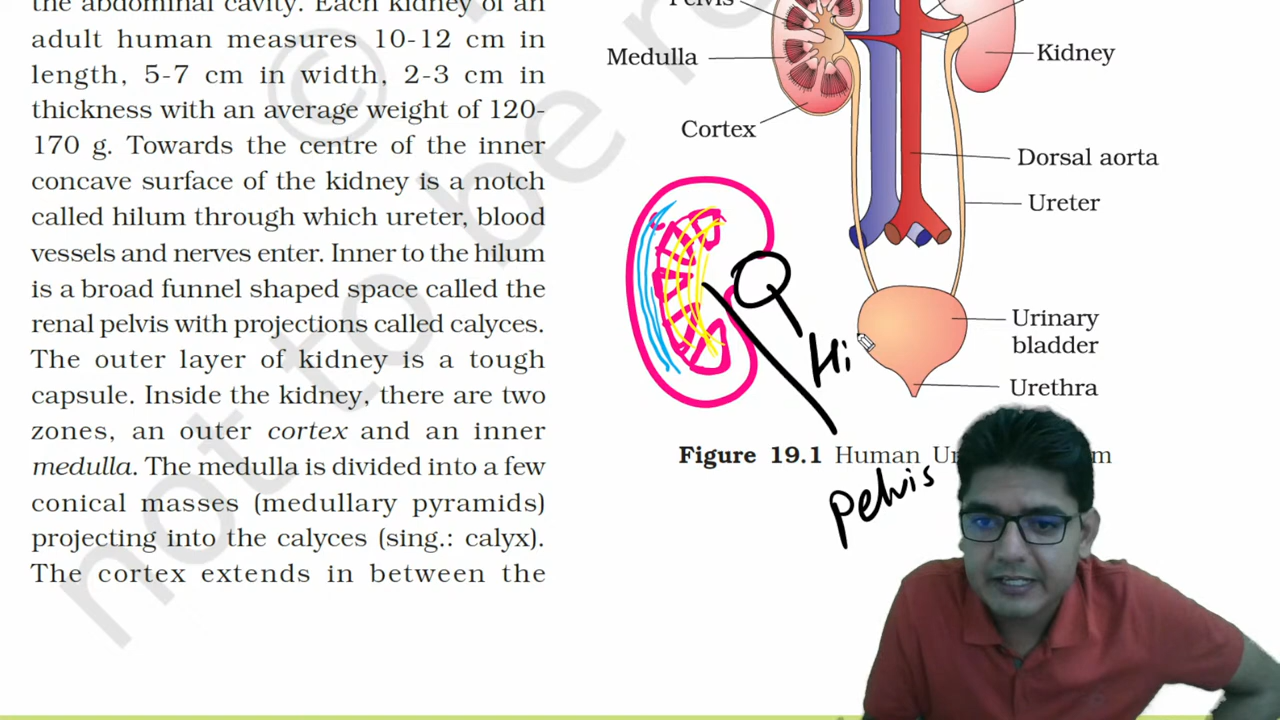 the abdominal cavity. Each kidney of an
adult human measures 10-12 cm in
length, 5-7 cm in width, 2-3 cm in
thickness with an average weight of 120-
170 g. Towards the centre of the inner
concave surface of the kidney is a notch
called hilum through which ureter, blood
vessels and nerves enter. Inner to the hilum
is a broad funnel shaped space called the
renal pelvis with projections called calyces.
The outer layer of kidney is a tough
capsule. Inside the kidney, there are two
zones, an outer cortex and an inner
medulla. The medulla is divided into a few
conical masses (medullary pyramids)
projecting into the calyces (sing.: calyx).
The cortex extends in between the
Pelvis
Medulla
Cortex
Kidney
Dorsal aorta
Ureter
Urinary
bladder
Urethra
Hi
Figure 19.1 Human
Pelvis
©
not to be